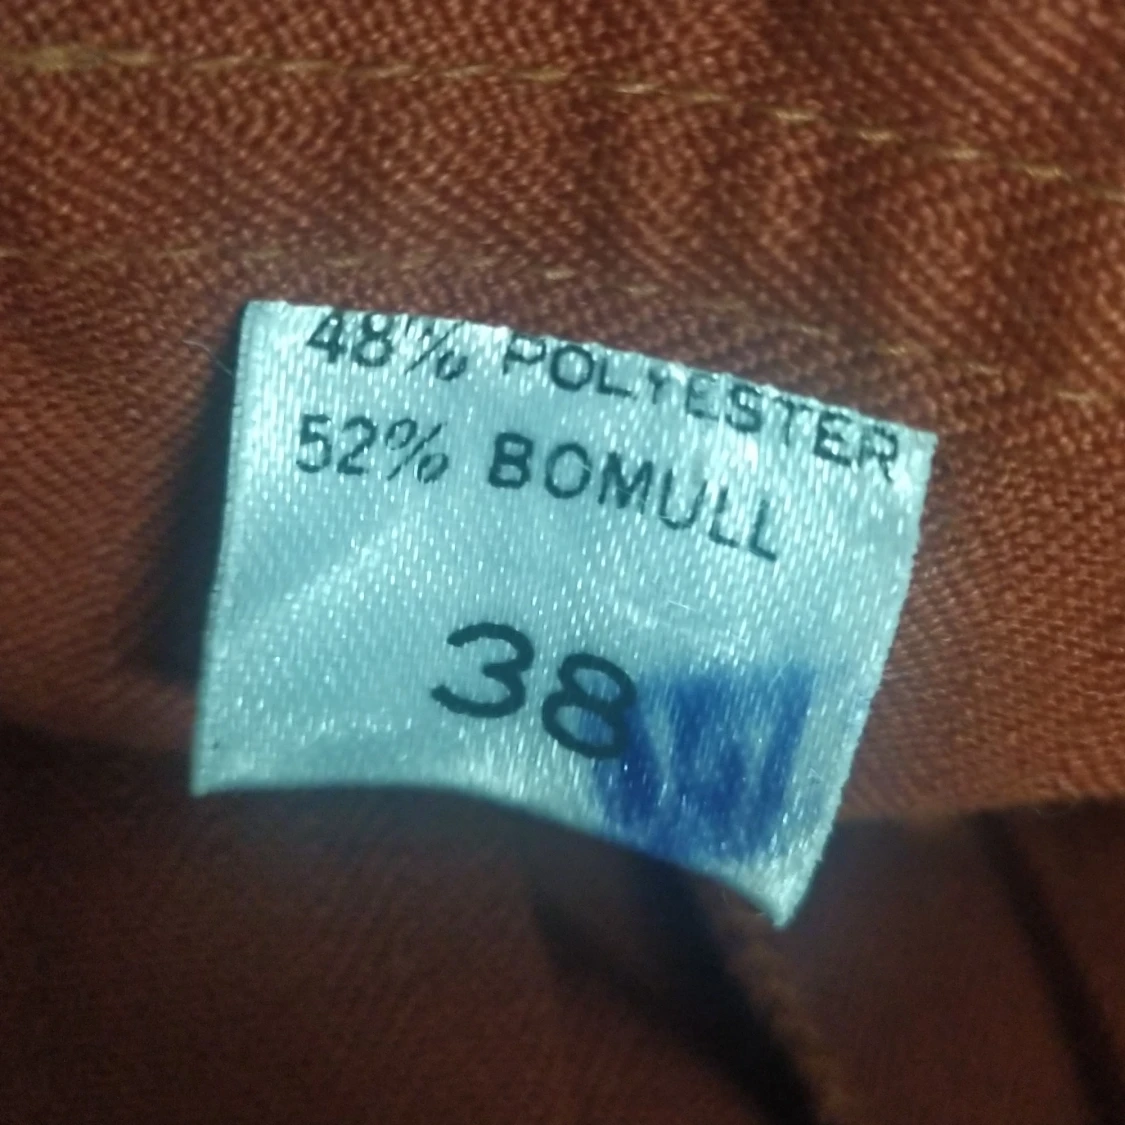 48% POLYESTER
52% BOMULL
38